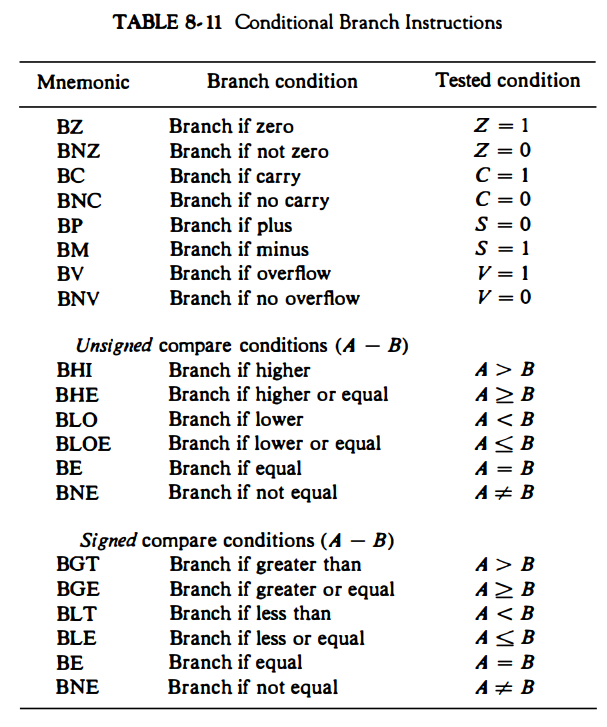 TABLE 8-11 Conditional Branch Instructions
Mnemonic Branch condition Tested condition
BZ Branch if zero Z = 1
BNZ Branch if not zero Z = 0
BC Branch if carry C = 1
BNC Branch if no carry C = 0
BP Branch if plus S = 0
BM Branch if minus S = 1
BV Branch if overflow V = 1
BNV Branch if no overflow V = 0
Unsigned compare conditions (A − B)
BHI Branch if higher A > B
BHE Branch if higher or equal A ≥ B
BLO Branch if lower A < B
BLOE Branch if lower or equal A ≤ B
BE Branch if equal A = B
BNE Branch if not equal A ≠ B
Signed compare conditions (A − B)
BGT Branch if greater than A > B
BGE Branch if greater or equal A ≥ B
BLT Branch if less than A < B
BLE Branch if less or equal A ≤ B
BE Branch if equal A = B
BNE Branch if not equal A ≠ B